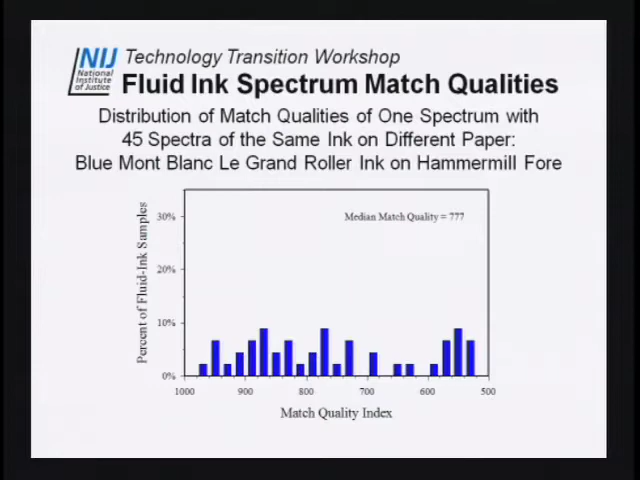 NIJ
National
Institute
of Justice
Technology Transition Workshop
Fluid Ink Spectrum Match Qualities
Distribution of Match Qualities of One Spectrum with
45 Spectra of the Same Ink on Different Paper:
Blue Mont Blanc Le Grand Roller Ink on Hammermill Fore
Median Match Quality = 777
Percent of Fluid-Ink Samples
30%
20%
10%
0%
1000 900 800 700 600 500
Match Quality Index